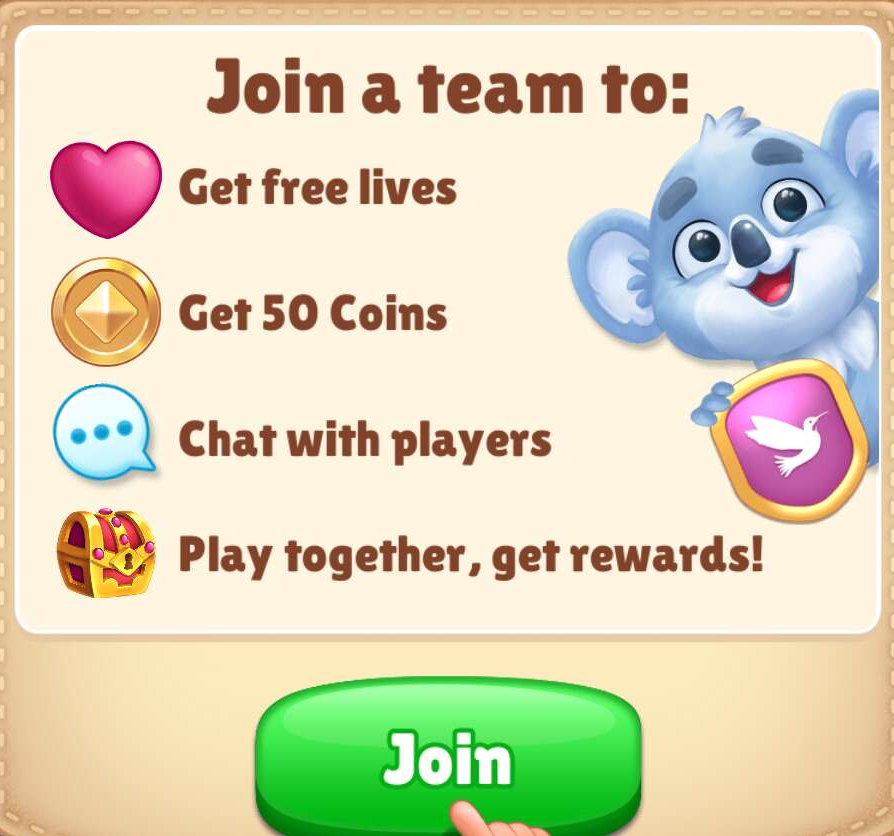 Join a team to:
Get free lives
Get 50 Coins
Chat with players
Play together, get rewards!
Join